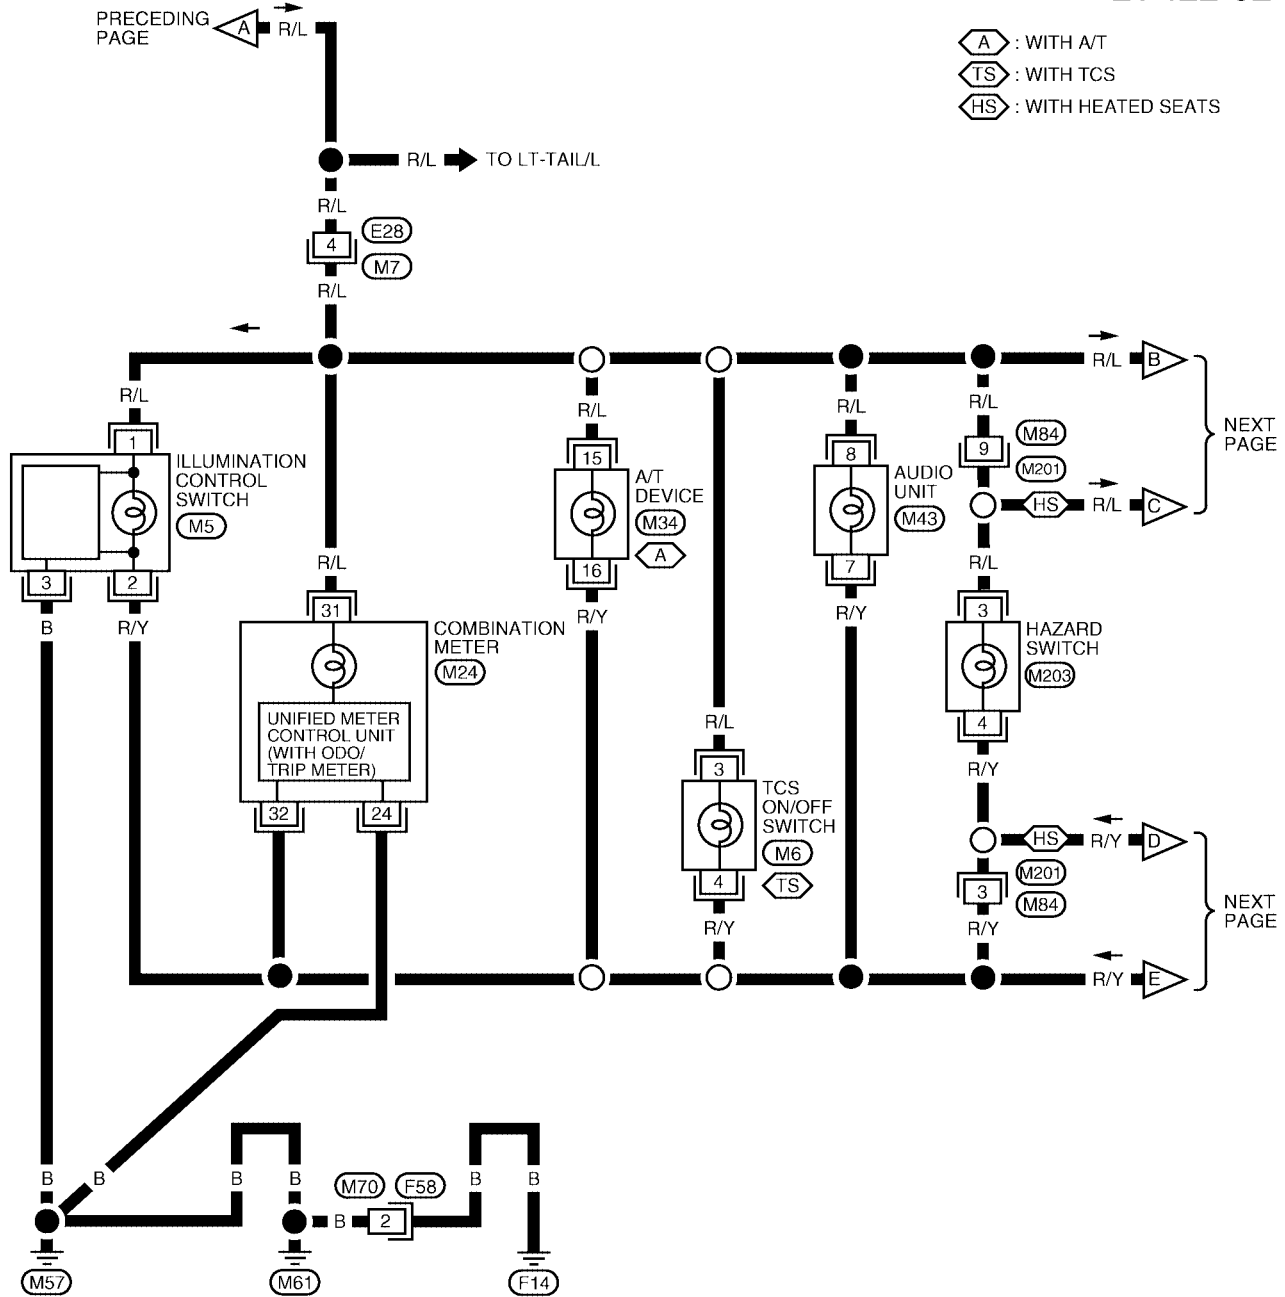 PRECEDING
PAGE
A
R/L
A : WITH A/T
TS : WITH TCS
HS : WITH HEATED SEATS
R/L
TO LT-TAIL/L
R/L
4
E28
M7
R/L
R/L
B
R/L
R/L
R/L
R/L
1
ILLUMINATION
CONTROL
SWITCH
M5
3
2
B
R/Y
R/L
31
COMBINATION
METER
M24
UNIFIED METER
CONTROL UNIT
(WITH ODO/
TRIP METER)
32
24
15
A/T
DEVICE
M34
A
16
R/Y
R/L
3
TCS
ON/OFF
SWITCH
M6
TS
4
R/Y
8
AUDIO
UNIT
M43
7
R/Y
9
M84
M201
HS
R/L
C
NEXT
PAGE
R/L
3
HAZARD
SWITCH
M203
4
R/Y
HS
R/Y
D
M201
3
M84
R/Y
R/Y
E
NEXT
PAGE
B
B
B
B
M70
F58
B
B
B
2
M57
M61
F14